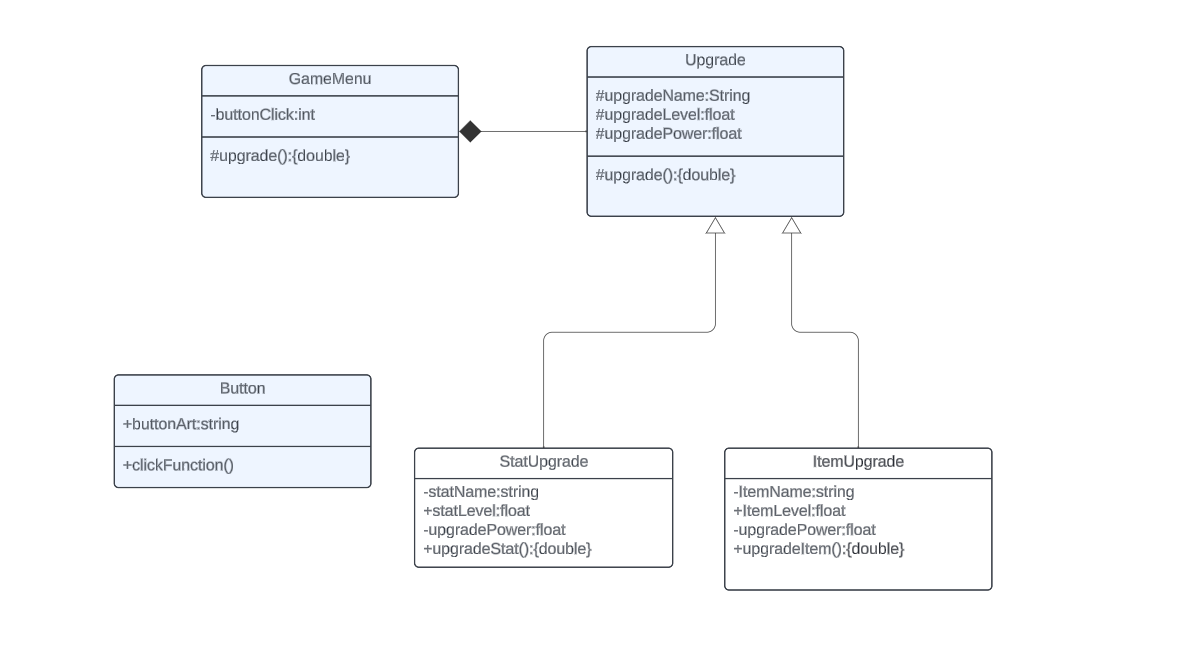 GameMenu
-buttonClick:int
#upgrade():{double}
Upgrade
#upgradeName:String
#upgradeLevel:float
#upgradePower:float
#upgrade():{double}
Button
+buttonArt:string
+clickFunction()
StatUpgrade
-statName:string
+statLevel:float
-upgradePower:float
+upgradeStat():{double}
ItemUpgrade
-ItemName:string
+ItemLevel:float
-upgradePower:float
+upgradeItem():{double}